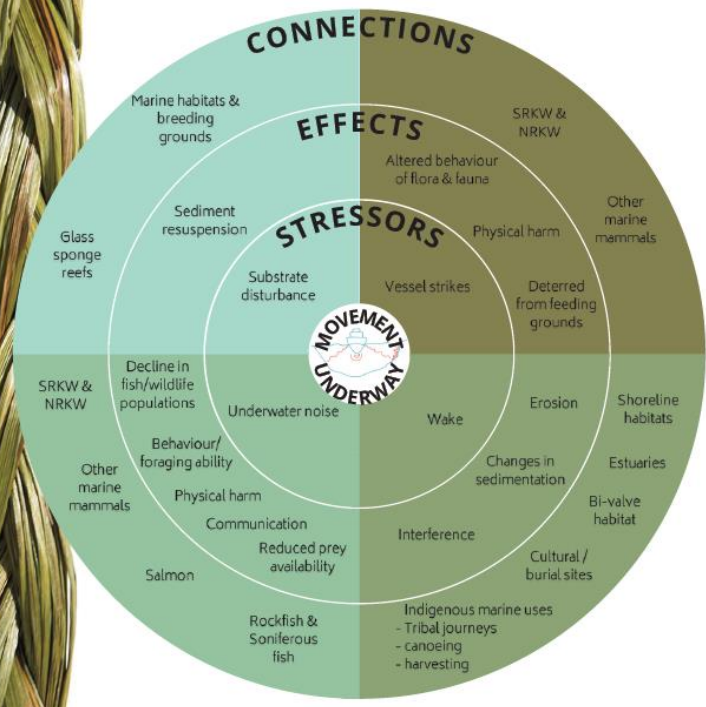 CONNECTIONS
EFFECTS
STRESSORS
MOVEMENT
UNDERWAY
Marine habitats &
breeding
grounds
Glass
sponge
reefs
Sediment
resuspension
Substrate
disturbance
SRKW &
NRKW
Other
marine
mammals
Altered behaviour
of flora & fauna
Physical harm
Deterred
from feeding
grounds
Vessel strikes
SRKW &
NRKW
Other
marine
mammals
Salmon
Rockfish &
Soniferous
fish
Decline in
fish/wildlife
populations
Behaviour/
foraging ability
Physical harm
Communication
Reduced prey
availability
Underwater noise
Wake
Erosion
Changes in
sedimentation
Interference
Shoreline
habitats
Estuaries
Bi-valve
habitat
Cultural /
burial sites
Indigenous marine uses
- Tribal journeys
- canoeing
- harvesting